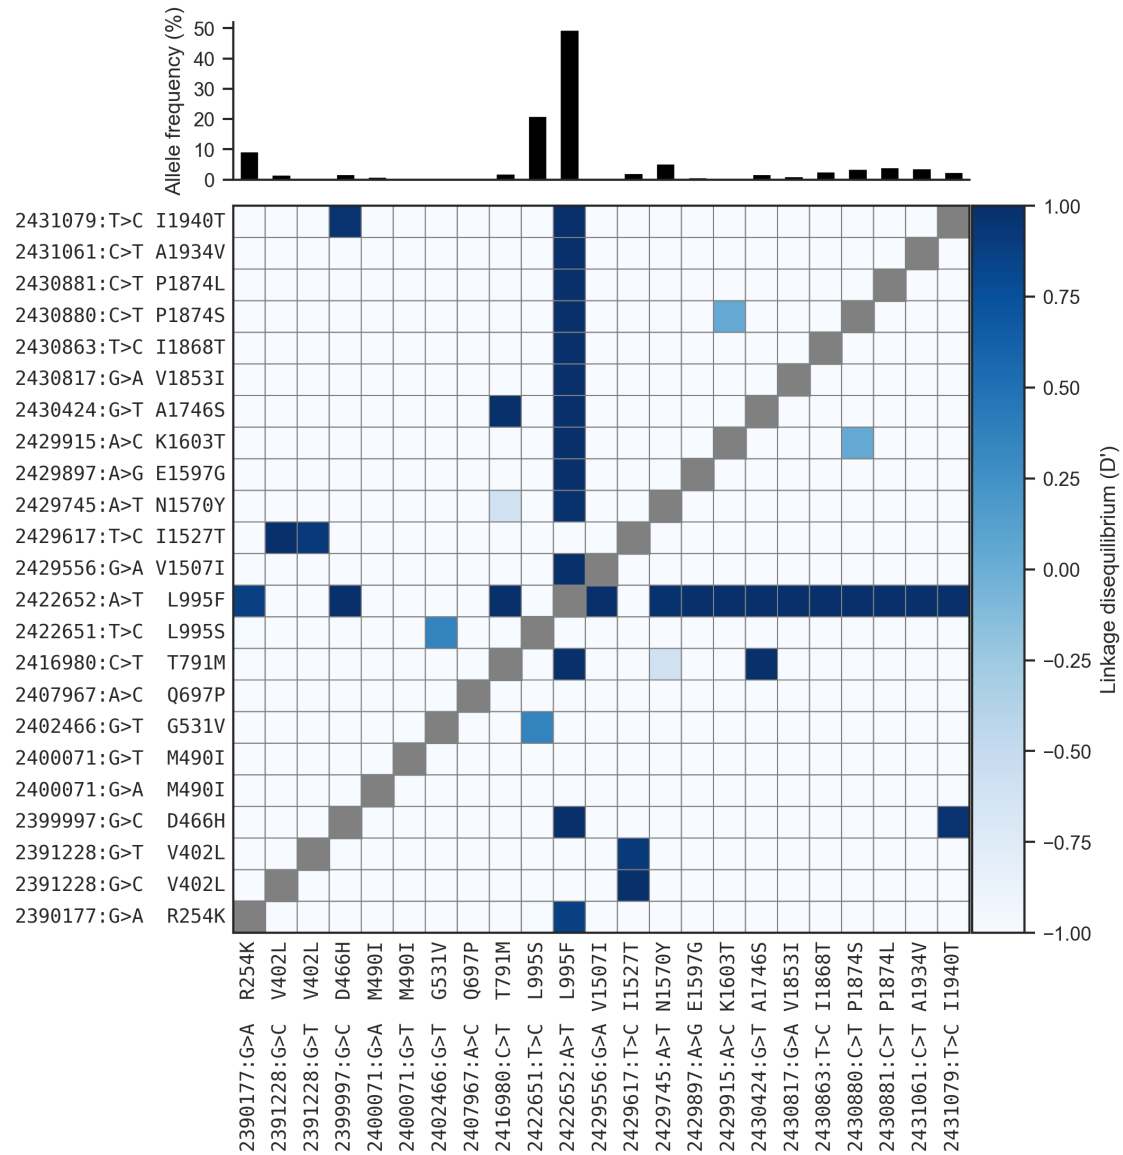 Allele frequency (%)
50
40
30
20
10
0
2431079:T>C I1940T
2431061:C>T A1934V
2430881:C>T P1874L
2430880:C>T P1874S
2430863:T>C I1868T
2430817:G>A V1853I
2430424:G>T A1746S
2429915:A>C K1603T
2429897:A>G E1597G
2429745:A>T N1570Y
2429617:T>C I1527T
2429556:G>A V1507I
2422652:A>T L995F
2422651:T>C L995S
2416980:C>T T791M
2407967:A>C Q697P
2402466:G>T G531V
2400071:G>T M490I
2400071:G>A M490I
2399997:G>C D466H
2391228:G>T V402L
2391228:G>C V402L
2390177:G>A R254K
2390177:G>A R254K
2391228:G>C V402L
2391228:G>T V402L
2399997:G>C D466H
2400071:G>A M490I
2400071:G>T M490I
2402466:G>T G531V
2407967:A>C Q697P
2416980:C>T T791M
2422651:T>C L995S
2422652:A>T L995F
2429556:G>A V1507I
2429617:T>C I1527T
2429745:A>T N1570Y
2429897:A>G E1597G
2429915:A>C K1603T
2430424:G>T A1746S
2430817:G>A V1853I
2430863:T>C I1868T
2430880:C>T P1874S
2430881:C>T P1874L
2431061:C>T A1934V
2431079:T>C I1940T
1.00
0.75
0.50
0.25
0.00
−0.25
−0.50
−0.75
−1.00
Linkage disequilibrium (D')